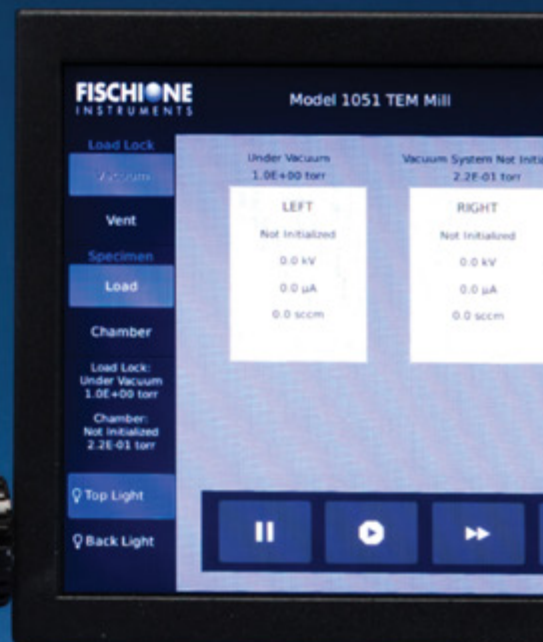 FISCHIONE
INSTRUMENTS
Model 1051 TEM Mill
Load Lock
Vacuum
Vent
Specimen
Load
Chamber
Load Lock:
Under Vacuum
1.0E+00 torr
Chamber:
Not Initialized
2.2E-01 torr
Top Light
Back Light
Under Vacuum
1.0E+00 torr
LEFT
Not Initialized
0.0 kV
0.0 µA
0.0 sccm
Vacuum System Not Initia
2.2E-01 torr
RIGHT
Not Initialized
0.0 kV
0.0 µA
0.0 sccm